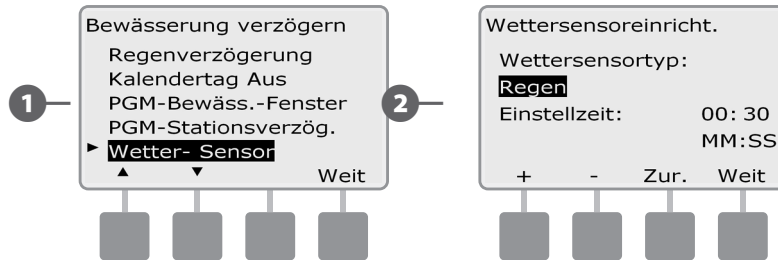 1
Bewässerung verzögern
Regenverzögerung
Kalendertag Aus
PGM-Bewäss.-Fenster
PGM-Stationsverzög.
► Wetter- Sensor
▲ ▼ Weit
2
Wettersensoreinricht.
Wettersensortyp:
Regen
Einstellzeit: 00: 30
MM:SS
+ - Zur. Weit